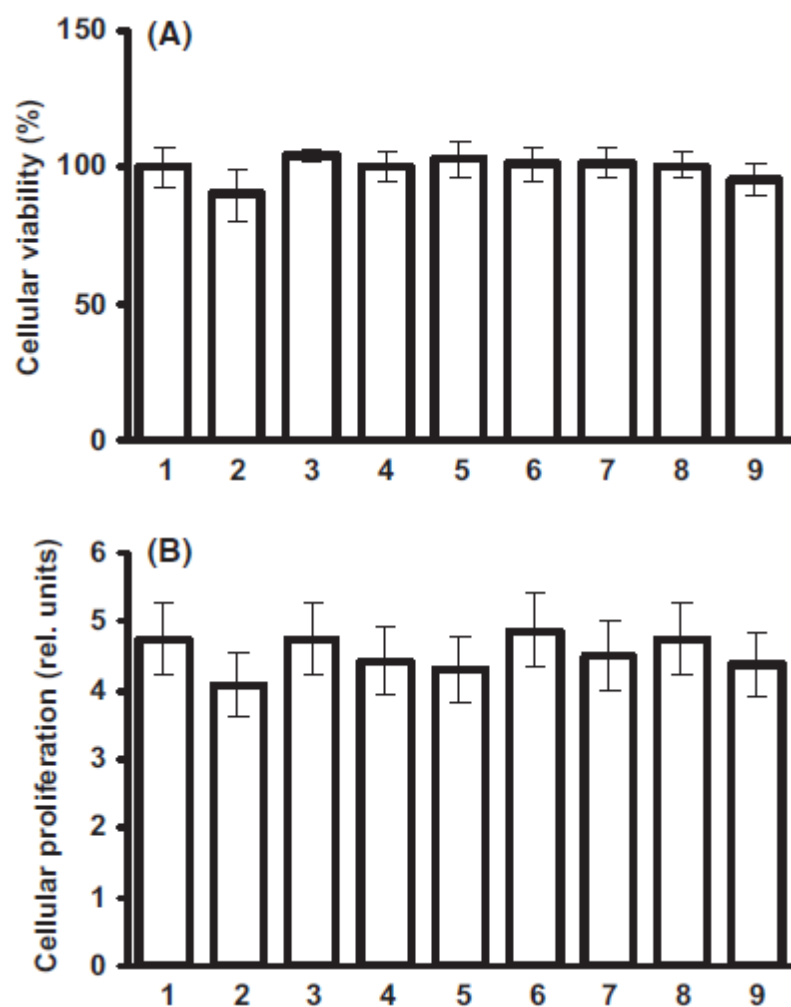 (A)
Cellular viability (%)
150
100
50
0
1 2 3 4 5 6 7 8 9
(B)
Cellular proliferation (rel. units)
6
5
4
3
2
1
0
1 2 3 4 5 6 7 8 9